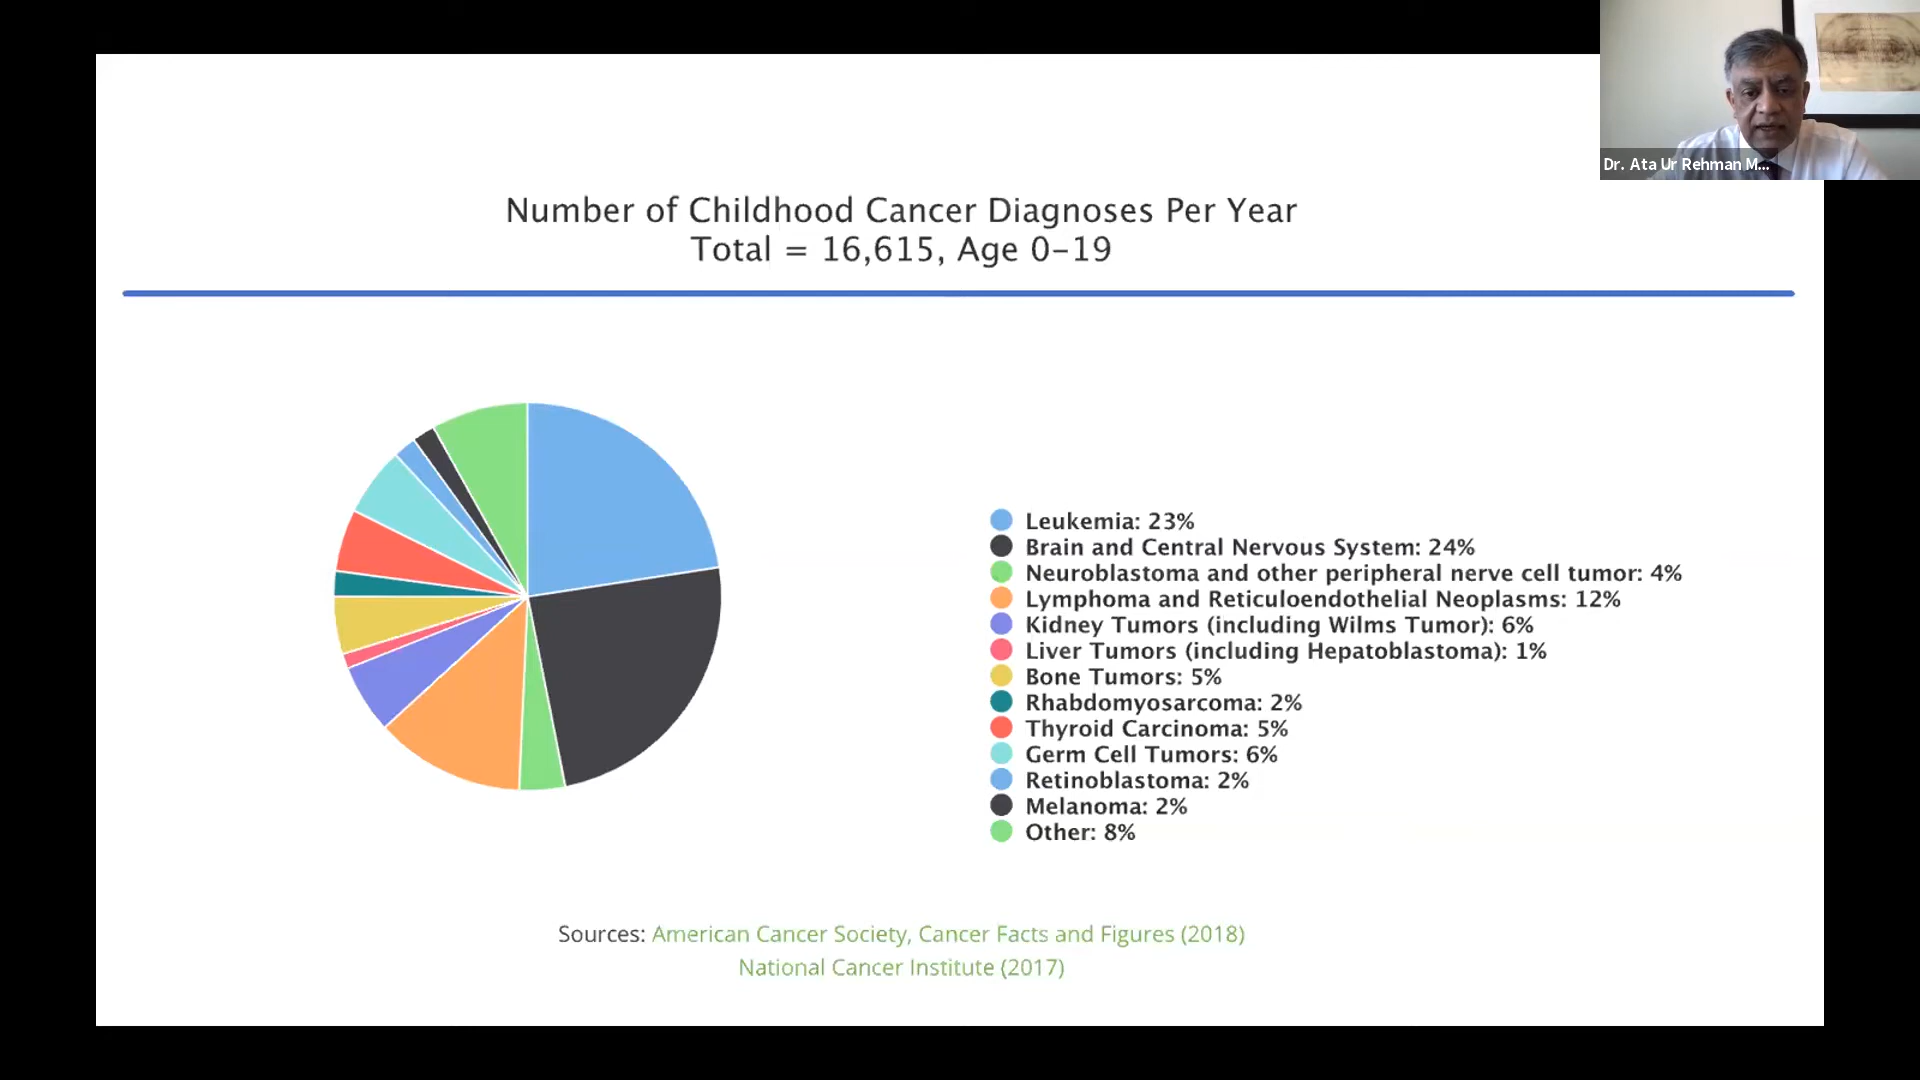 Dr. Ata Ur Rehman M...
Number of Childhood Cancer Diagnoses Per Year
Total = 16,615, Age 0-19
Leukemia: 23%
Brain and Central Nervous System: 24%
Neuroblastoma and other peripheral nerve cell tumor: 4%
Lymphoma and Reticuloendothelial Neoplasms: 12%
Kidney Tumors (including Wilms Tumor): 6%
Liver Tumors (including Hepatoblastoma): 1%
Bone Tumors: 5%
Rhabdomyosarcoma: 2%
Thyroid Carcinoma: 5%
Germ Cell Tumors: 6%
Retinoblastoma: 2%
Melanoma: 2%
Other: 8%
Sources: American Cancer Society, Cancer Facts and Figures (2018)
National Cancer Institute (2017)